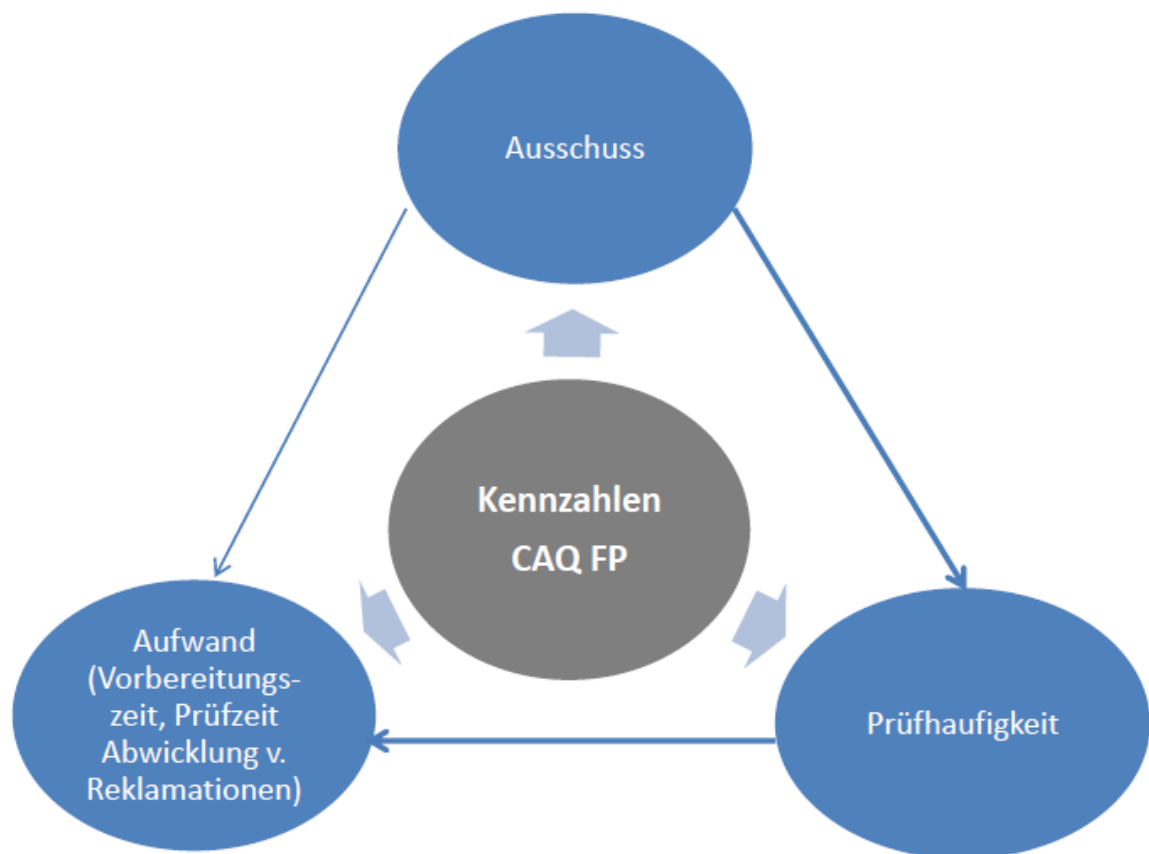 Ausschuss
Kennzahlen
CAQ FP
Aufwand
(Vorbereitungs-
zeit, Prüfzeit
Abwicklung v.
Reklamationen)
Prüfhaufigkeit